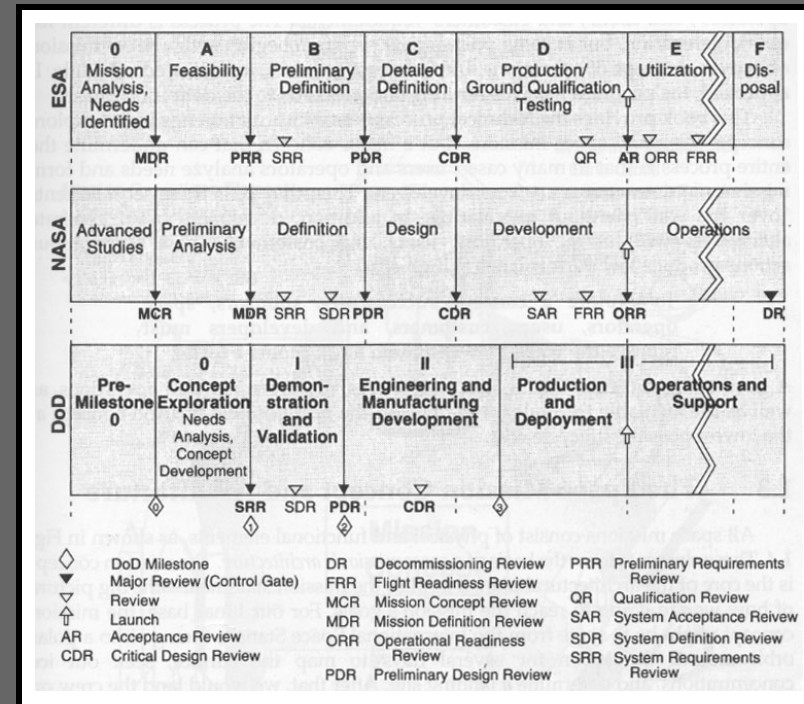 0 A B C D E F
ESA
Mission Analysis, Needs Identified
Feasibility
Preliminary Definition
Detailed Definition
Production/ Ground Qualification Testing
Utilization
Dis- posal
MDR PRR SRR PDR CDR QR AR ORR FRR
NASA
Advanced Studies
Preliminary Analysis
Definition
Design
Development
Operations
MCR MDR SRR SDR PDR CDR SAR FRR ORR DR
DoD
Pre- Milestone 0
0
Concept Exploration
Needs Analysis, Concept Development
I
Demon- stration and Validation
II
Engineering and Manufacturing Development
Production and Deployment
III
Operations and Support
0 SRR SDR PDR CDR 3
1 2
DoD Milestone
Major Review (Control Gate)
Review
Launch
AR Acceptance Review
CDR Critical Design Review
DR Decommissioning Review
FRR Flight Readiness Review
MCR Mission Concept Review
MDR Mission Definition Review
ORR Operational Readiness
Review
PDR Preliminary Design Review
PRR Preliminary Requirements
Review
QR Qualification Review
SAR System Acceptance Reivew
SDR System Definition Review
SRR System Requirements
Review